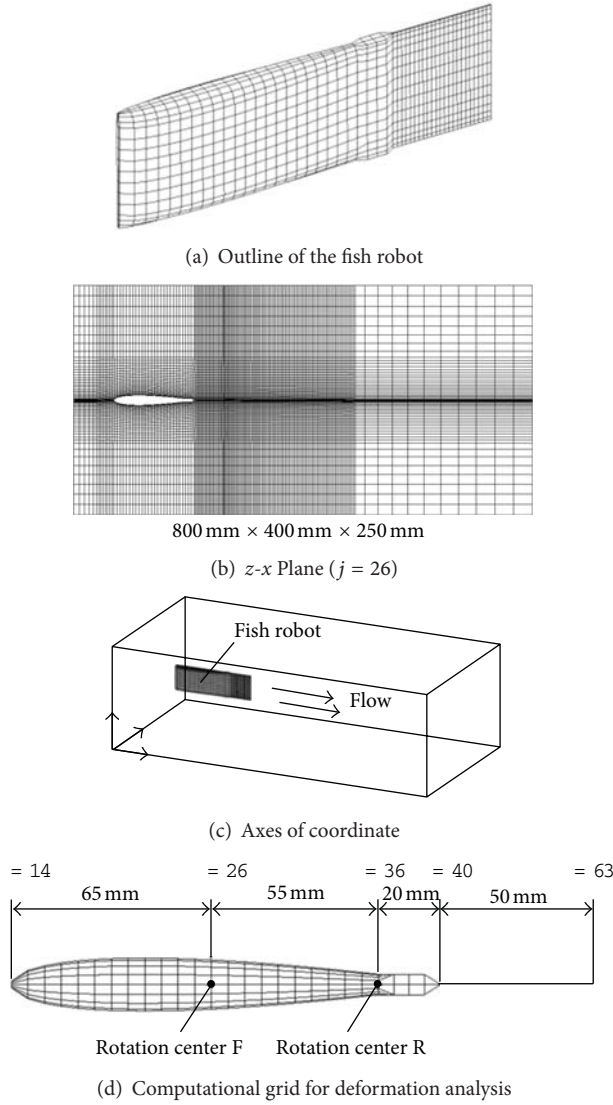 (a) Outline of the fish robot
800 mm × 400 mm × 250 mm
(b) z-x Plane (j = 26)
Fish robot
Flow
(c) Axes of coordinate
= 14 = 26 = 36 = 40 = 63
65 mm 55 mm 20 mm 50 mm
Rotation center F Rotation center R
(d) Computational grid for deformation analysis